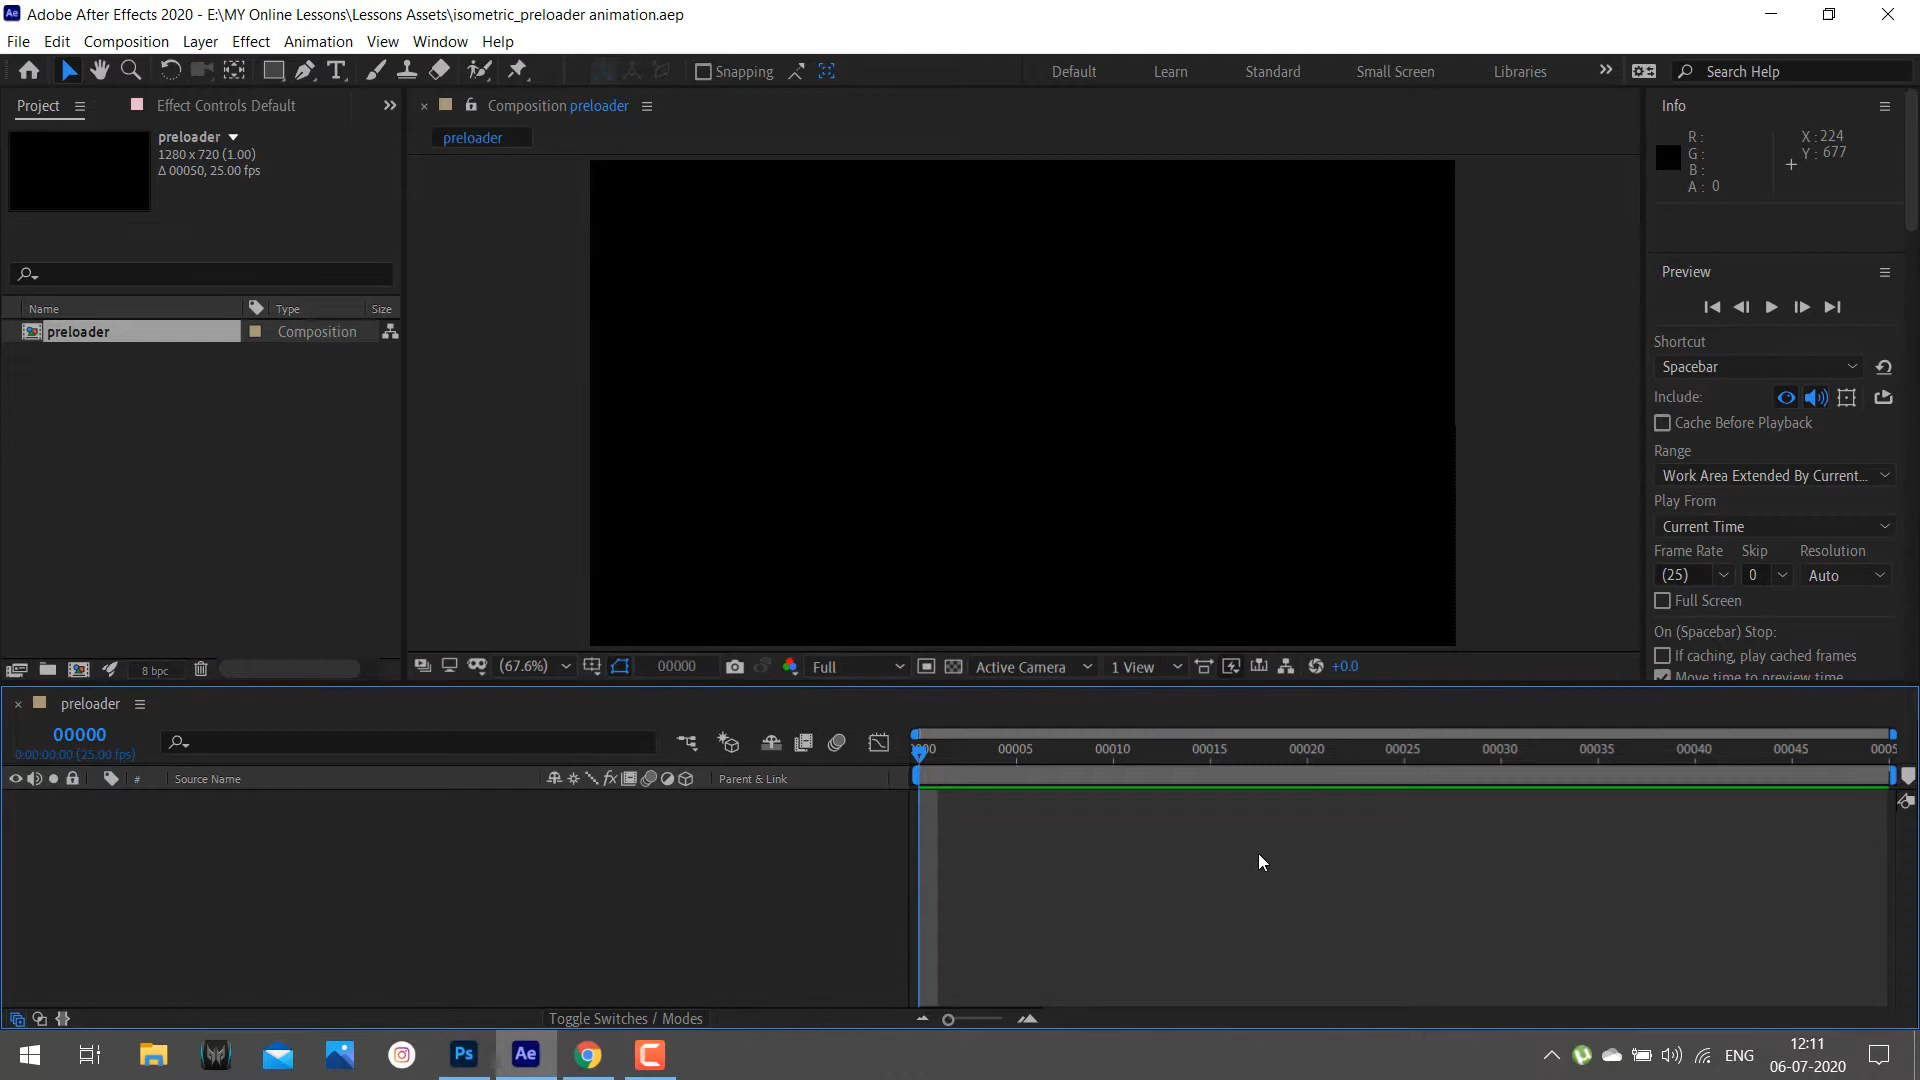 Adobe After Effects 2020 - E:\MY Online Lessons\Lessons Assets\isometric_preloader animation.aep
File Edit Composition Layer Effect Animation View Window Help
Snapping
Default Learn Standard Small Screen Libraries
Search Help
Project
Effect Controls Default
Composition preloader
Info
preloader
1280 x 720 (1.00)
Δ 00050, 25.00 fps
preloader
R :
G :
B :
A : 0
X : 224
Y : 677
Preview
Name Type Size
preloader Composition
Shortcut
Spacebar
Include:
Cache Before Playback
Range
Work Area Extended By Current...
Play From
Current Time
Frame Rate Skip Resolution
(25) 0 Auto
Full Screen
On (Spacebar) Stop:
If caching, play cached frames
Move time to preview time
8 bpc
(67.6%) 00000 Full Active Camera 1 View +0.0
preloader
00000
0:00:00:00 (25.00 fps)
00005 00010 00015 00020 00025 00030 00035 00040 00045
# Source Name fx Parent & Link
Toggle Switches / Modes
Ps Ae
ENG
12:11
06-07-2020